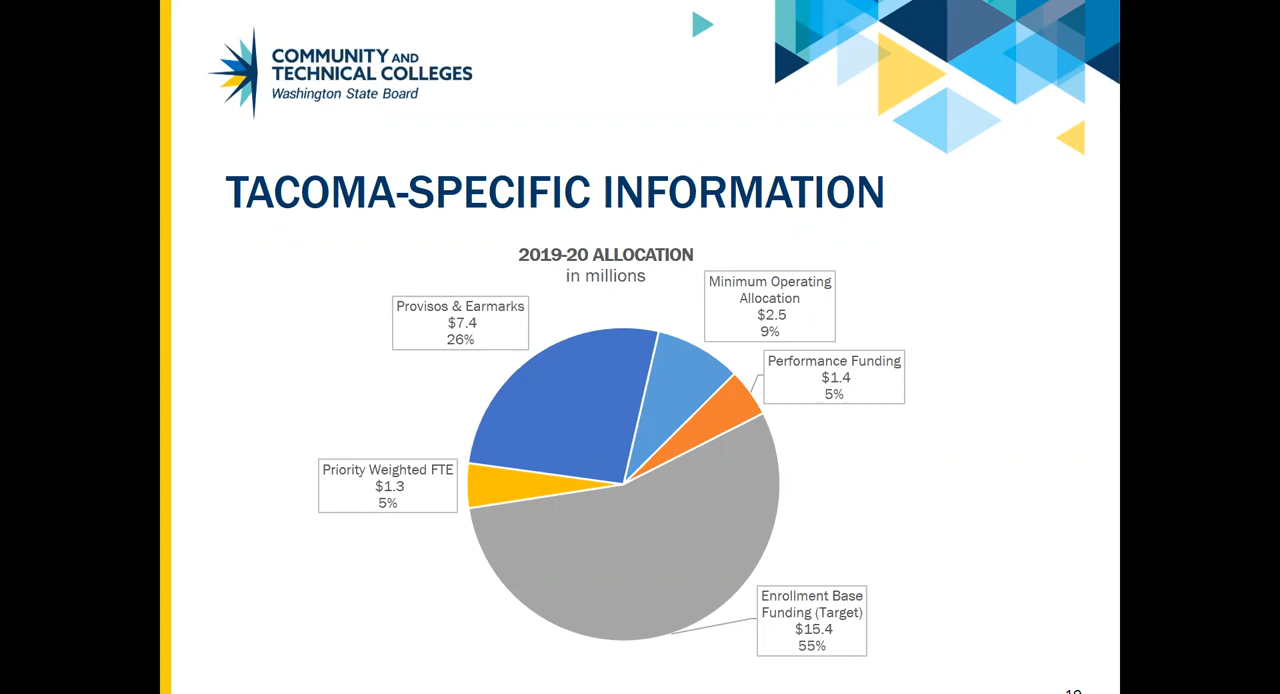 COMMUNITY AND
TECHNICAL COLLEGES
Washington State Board
TACOMA-SPECIFIC INFORMATION
2019-20 ALLOCATION
in millions
Minimum Operating
Allocation
$2.5
9%
Provisos & Earmarks
$7.4
26%
Performance Funding
$1.4
5%
Priority Weighted FTE
$1.3
5%
Enrollment Base
Funding (Target)
$15.4
55%